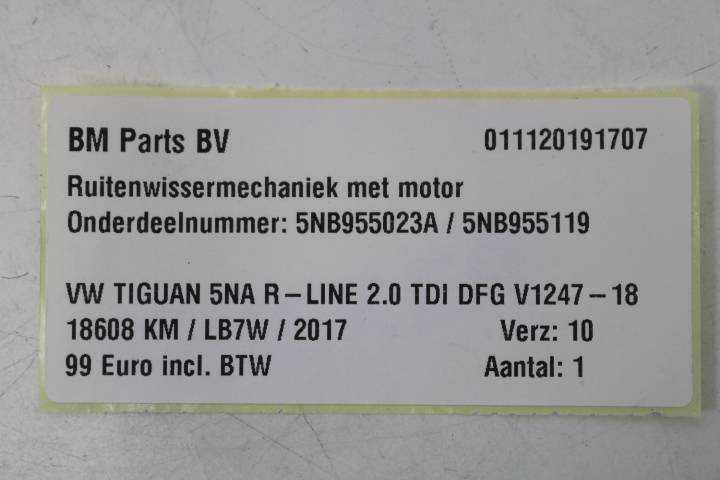 BM Parts BV 011120191707
Ruitenwissermechaniek met motor
Onderdeelnummer: 5NB955023A / 5NB955119
VW TIGUAN 5NA R-LINE 2.0 TDI DFG V1247-18
18608 KM / LB7W / 2017 Verz: 10
99 Euro incl. BTW Aantal: 1